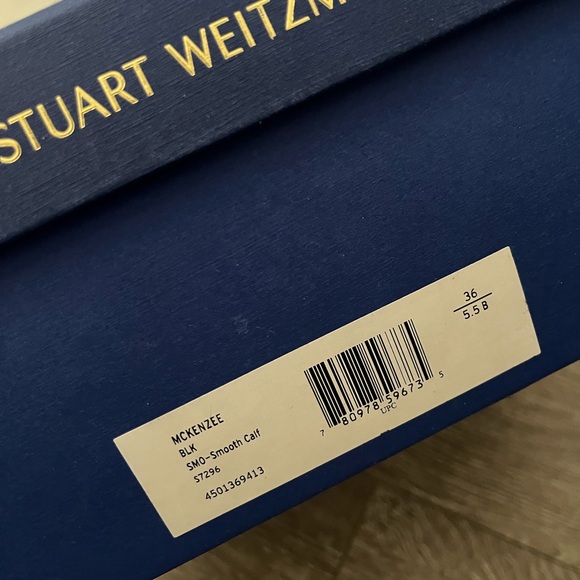 STUART WEITZM
36
5.5 B
MCKENZEE
BLK
SMO-Smooth Calf
S7296
4501369413
7 80978 59673 5
UPC